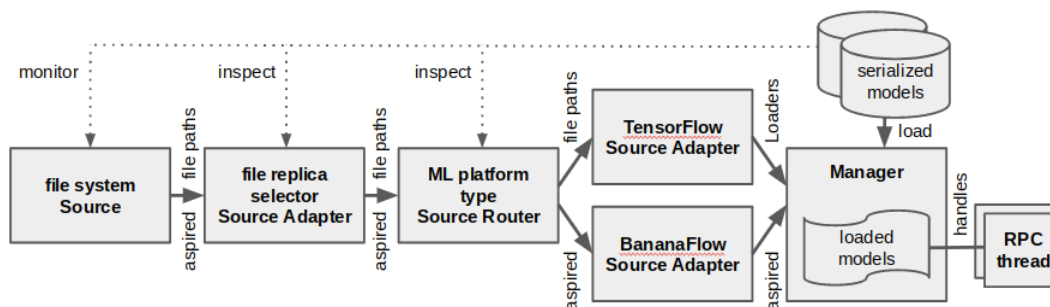 monitor
inspect
inspect
serialized
models
load
file system
Source
aspired file paths
file replica
selector
Source Adapter
aspired file paths
ML platform
type
Source Router
aspired file paths
TensorFlow
Source Adapter
BananaFlow
Source Adapter
aspired Loaders
Manager
loaded
models
handles
RPC
thread